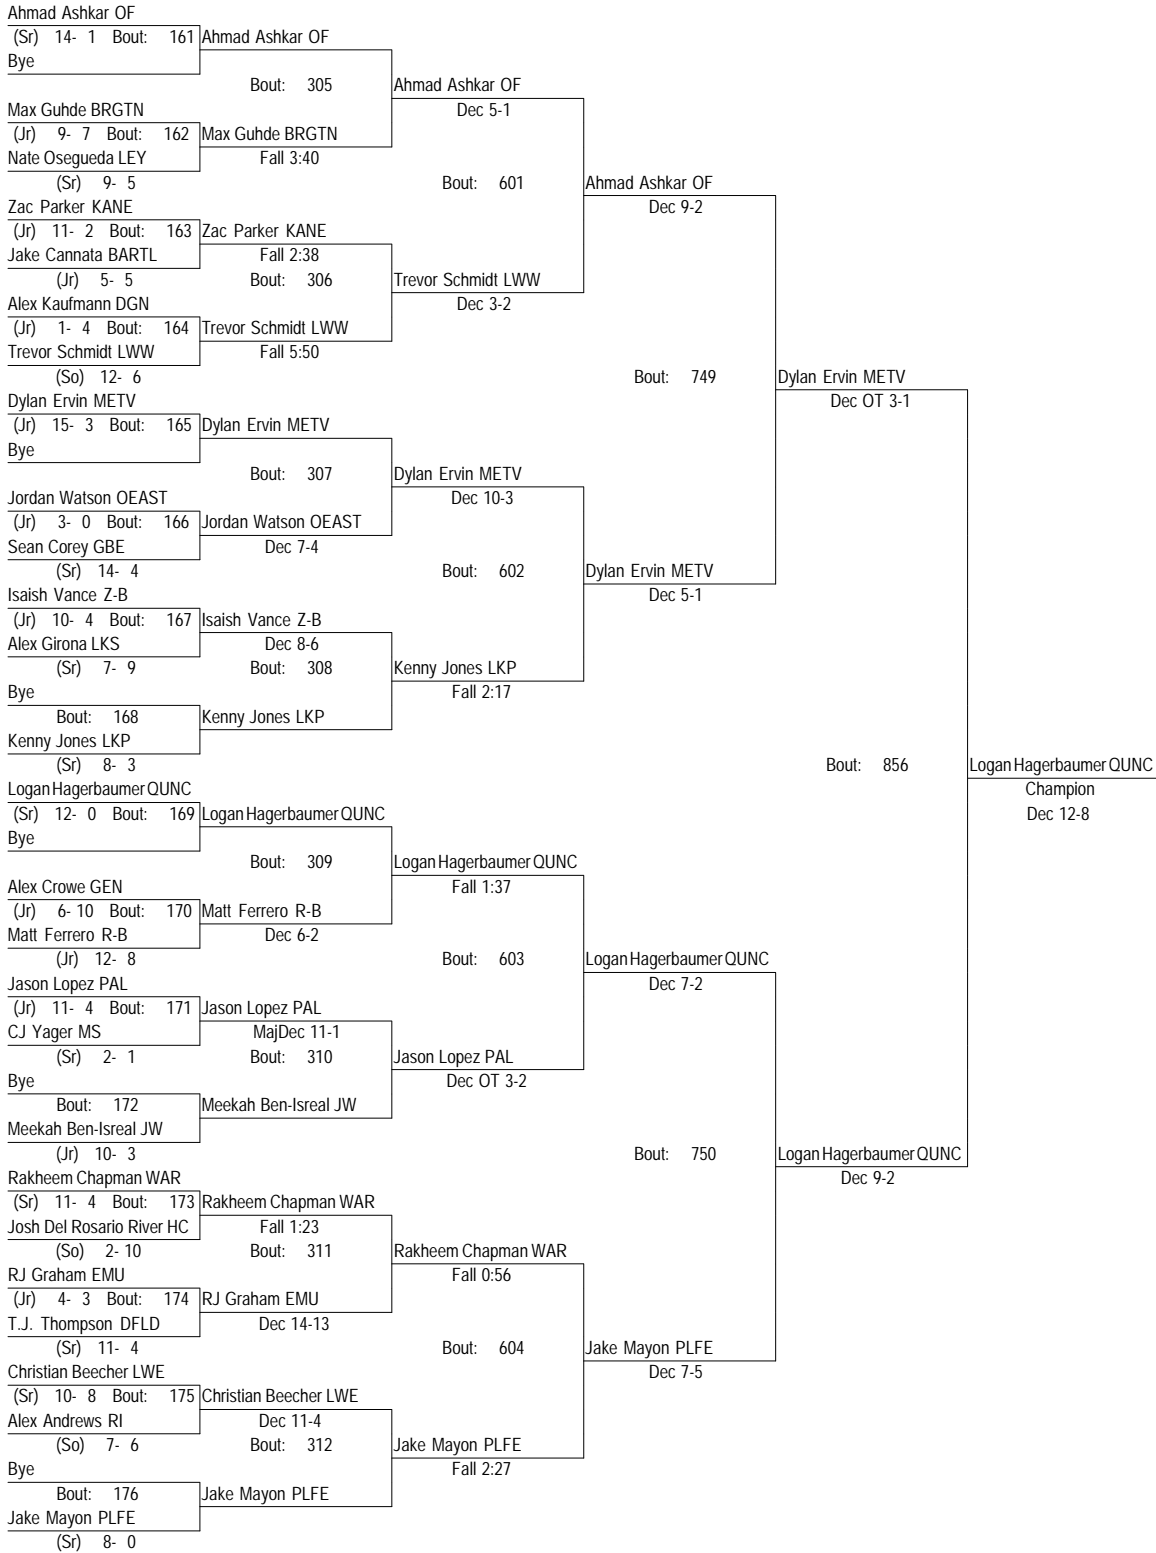 Ahmad Ashkar OF
(Sr) 14- 1 Bout: 161 Ahmad Ashkar OF
Bye
Bout: 305 Ahmad Ashkar OF
Max Guhde BRGTN Dec 5-1
(Jr) 9- 7 Bout: 162 Max Guhde BRGTN
Nate Osegueda LEY Fall 3:40
(Sr) 9- 5 Bout: 601 Ahmad Ashkar OF
Zac Parker KANE Dec 9-2
(Jr) 11- 2 Bout: 163 Zac Parker KANE
Jake Cannata BARTL Fall 2:38
(Jr) 5- 5 Bout: 306 Trevor Schmidt LWW
Alex Kaufmann DGN Dec 3-2
(Jr) 1- 4 Bout: 164 Trevor Schmidt LWW
Trevor Schmidt LWW Fall 5:50
(So) 12- 6 Bout: 749 Dylan Ervin METV
Dylan Ervin METV Dec OT 3-1
(Jr) 15- 3 Bout: 165 Dylan Ervin METV
Bye
Bout: 307 Dylan Ervin METV
Jordan Watson OEAST Dec 10-3
(Jr) 3- 0 Bout: 166 Jordan Watson OEAST
Sean Corey GBE Dec 7-4
(Sr) 14- 4 Bout: 602 Dylan Ervin METV
Isaish Vance Z-B Dec 5-1
(Jr) 10- 4 Bout: 167 Isaish Vance Z-B
Alex Girona LKS Dec 8-6
(Sr) 7- 9 Bout: 308 Kenny Jones LKP
Bye Fall 2:17
Bout: 168 Kenny Jones LKP
Kenny Jones LKP
(Sr) 8- 3 Bout: 856 Logan Hagerbaumer QUNC
Logan Hagerbaumer QUNC Champion
(Sr) 12- 0 Bout: 169 Logan Hagerbaumer QUNC Dec 12-8
Bye
Bout: 309 Logan Hagerbaumer QUNC
Alex Crowe GEN Fall 1:37
(Jr) 6- 10 Bout: 170 Matt Ferrero R-B
Matt Ferrero R-B Dec 6-2
(Jr) 12- 8 Bout: 603 Logan Hagerbaumer QUNC
Jason Lopez PAL Dec 7-2
(Jr) 11- 4 Bout: 171 Jason Lopez PAL
CJ Yager MS MajDec 11-1
(Sr) 2- 1 Bout: 310 Jason Lopez PAL
Bye Dec OT 3-2
Bout: 172 Meekah Ben-Isreal JW
Meekah Ben-Isreal JW
(Jr) 10- 3 Bout: 750 Logan Hagerbaumer QUNC
Rakheem Chapman WAR Dec 9-2
(Sr) 11- 4 Bout: 173 Rakheem Chapman WAR
Josh Del Rosario River HC Fall 1:23
(So) 2- 10 Bout: 311 Rakheem Chapman WAR
RJ Graham EMU Fall 0:56
(Jr) 4- 3 Bout: 174 RJ Graham EMU
T.J. Thompson DFLD Dec 14-13
(Sr) 11- 4 Bout: 604 Jake Mayon PLFE
Christian Beecher LWE Dec 7-5
(Sr) 10- 8 Bout: 175 Christian Beecher LWE
Alex Andrews RI Dec 11-4
(So) 7- 6 Bout: 312 Jake Mayon PLFE
Bye Fall 2:27
Bout: 176 Jake Mayon PLFE
Jake Mayon PLFE
(Sr) 8- 0